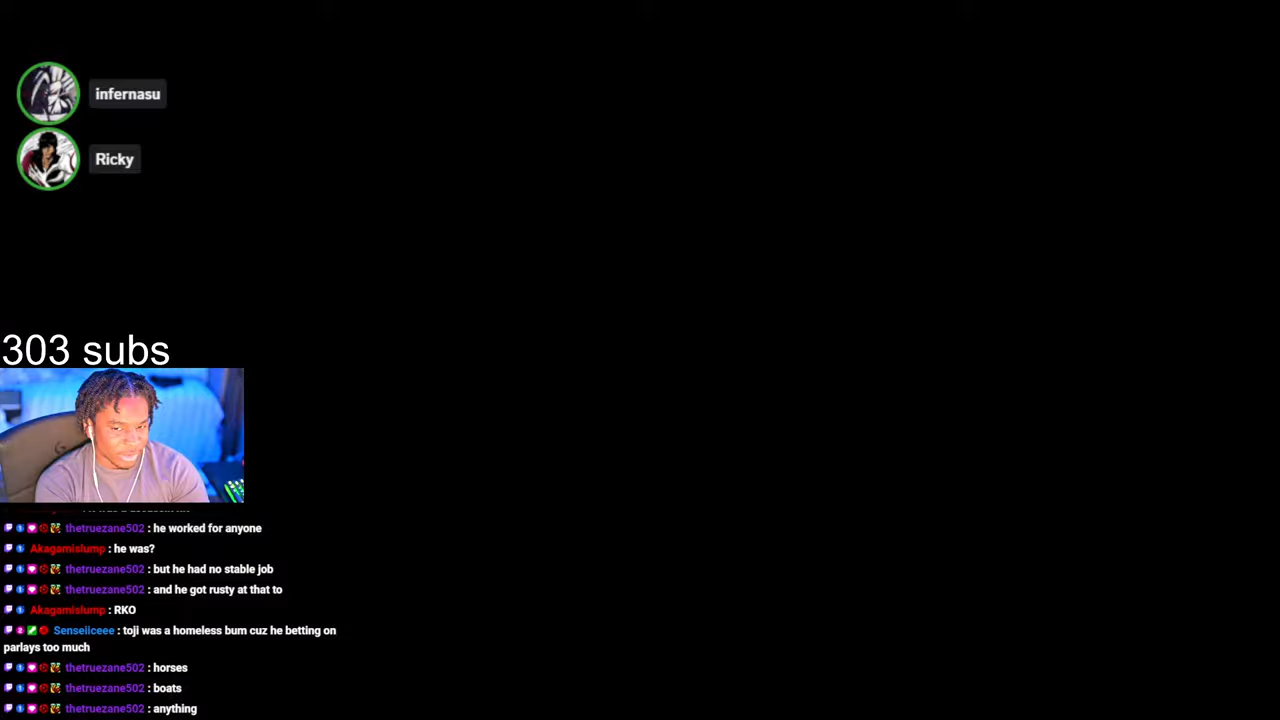 infernasu
Ricky
303 subs
thetruezane502 : he worked for anyone
Akagamislump : he was?
thetruezane502 : but he had no stable job
thetruezane502 : and he got rusty at that to
Akagamislump : RKO
Senseiiceee : toji was a homeless bum cuz he betting on
parlays too much
thetruezane502 : horses
thetruezane502 : boats
thetruezane502 : anything